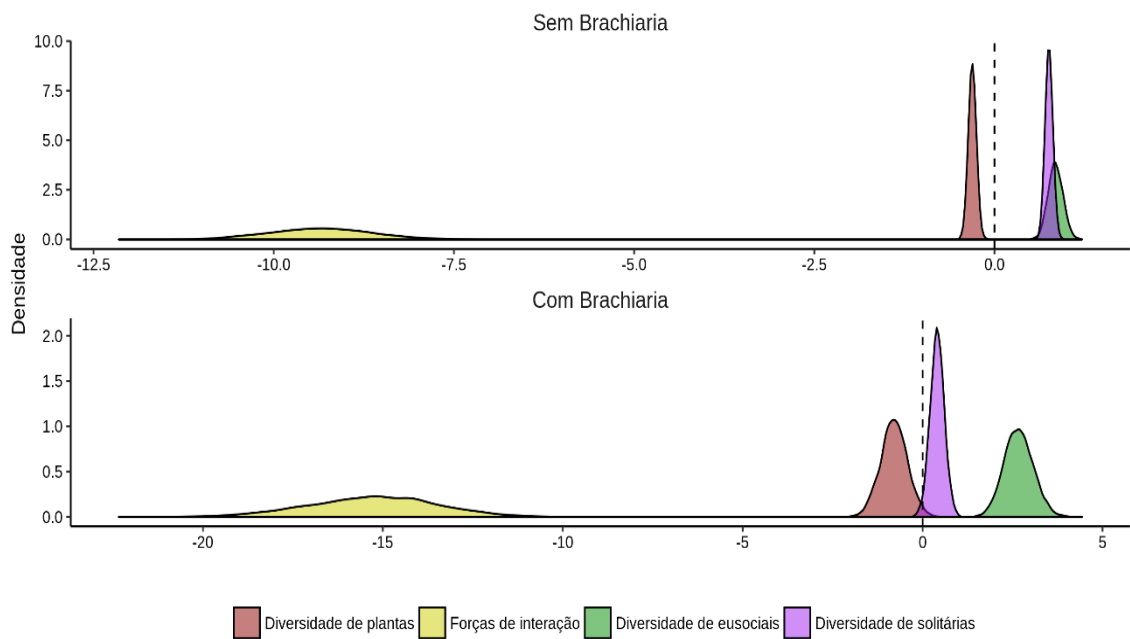 Sem Brachiaria
10.0
7.5
5.0
2.5
0.0
-12.5 -10.0 -7.5 -5.0 -2.5 0.0
Densidade
Com Brachiaria
2.0
1.5
1.0
0.5
0.0
-20 -15 -10 -5 0 5
Diversidade de plantas Forças de interação Diversidade de eusociais Diversidade de solitárias